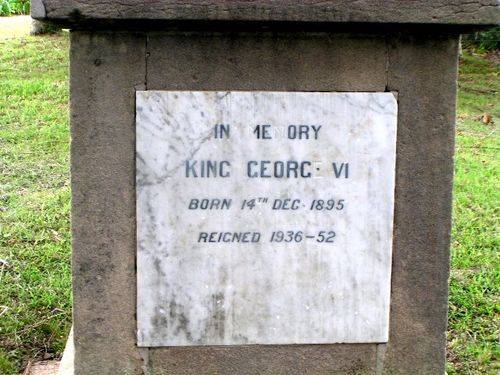 IN MEMORY
KING GEORGE VI
BORN 14TH DEC. 1895
REIGNED 1936-52